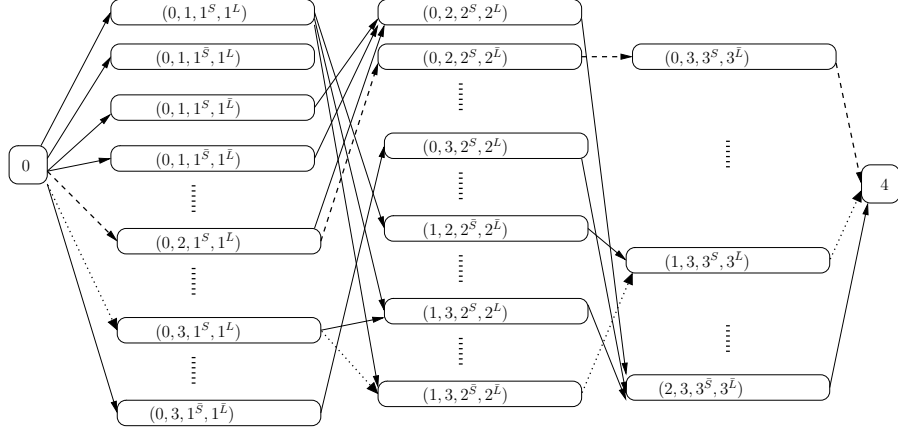 0
(0, 1, 1^S, 1^L)
(0, 1, 1^S̄, 1^L)
(0, 1, 1^S, 1^L̄)
(0, 1, 1^S̄, 1^L̄)
(0, 2, 1^S, 1^L)
(0, 3, 1^S, 1^L)
(0, 3, 1^S̄, 1^L̄)
(0, 2, 2^S, 2^L)
(0, 2, 2^S, 2^L̄)
(0, 3, 2^S, 2^L)
(1, 2, 2^S̄, 2^L̄)
(1, 3, 2^S, 2^L)
(1, 3, 2^S̄, 2^L̄)
(0, 3, 3^S, 3^L̄)
(1, 3, 3^S, 3^L̄)
(2, 3, 3^S̄, 3^L̄)
4